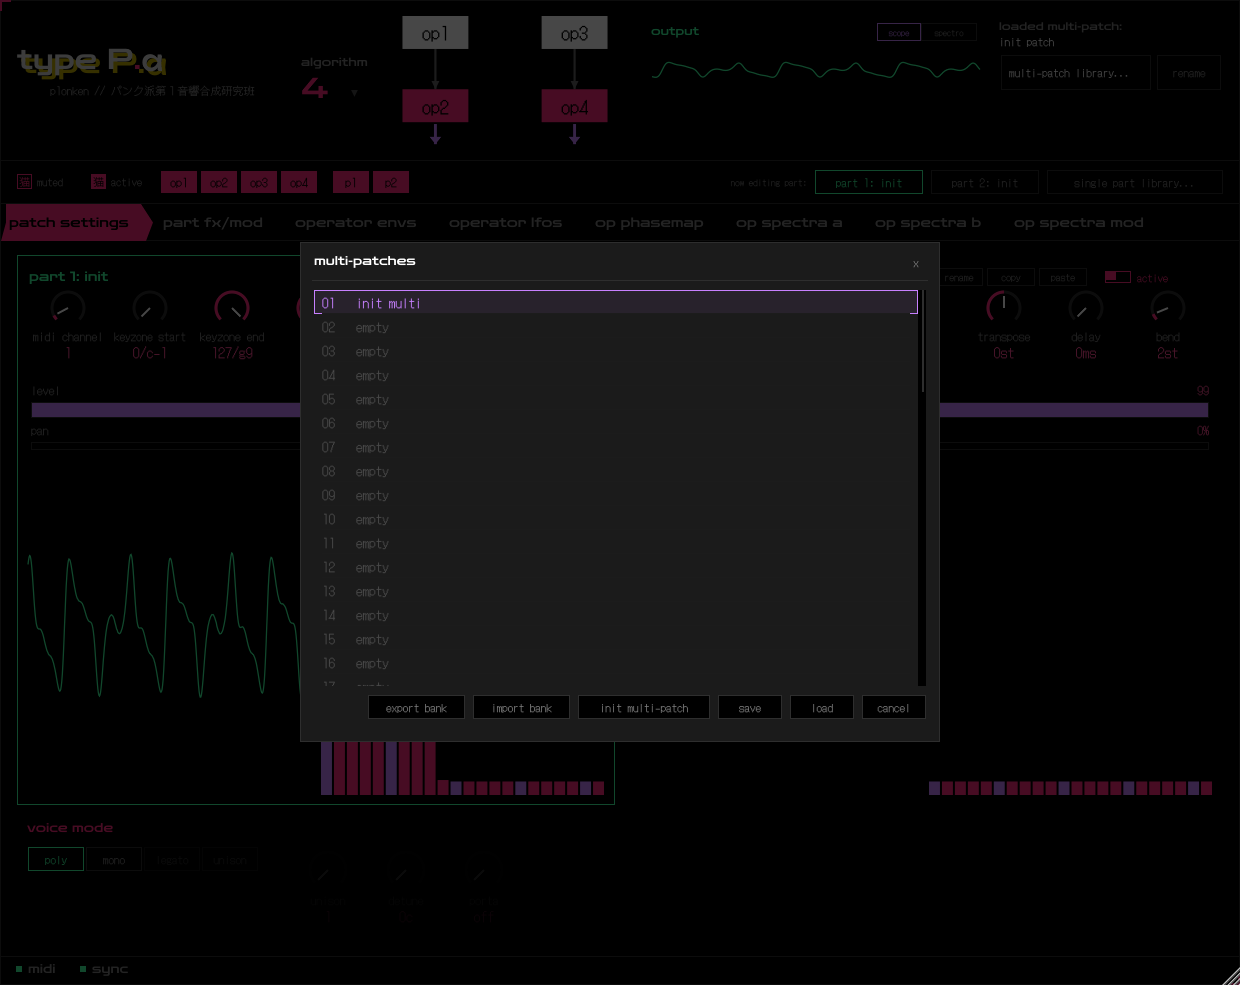 type P.a
plonken // パンク派第1音響合成研究班
algorithm
4
op1
op3
op2
op4
output
scope
spectra
loaded multi-patch:
init patch
multi-patch library...
rename
muted
active
op1
op2
op3
op4
p1
p2
now editing part:
part 1: init
part 2: init
single part library...
patch settings
part fx/mod
operator envs
operator lfos
op phasemap
op spectra a
op spectra b
op spectra mod
part 1: init
rename
copy
paste
active
midi channel
1
keyzone start
0/c-1
keyzone end
127/g9
transpose
0st
delay
0ms
bend
2st
level
99
pan
0%
multi-patches
x
01 init multi
02 empty
03 empty
04 empty
05 empty
06 empty
07 empty
08 empty
09 empty
10 empty
11 empty
12 empty
13 empty
14 empty
15 empty
16 empty
17 empty
export bank
import bank
init multi-patch
save
load
cancel
voice mode
poly
mono
legato
unison
midi
sync